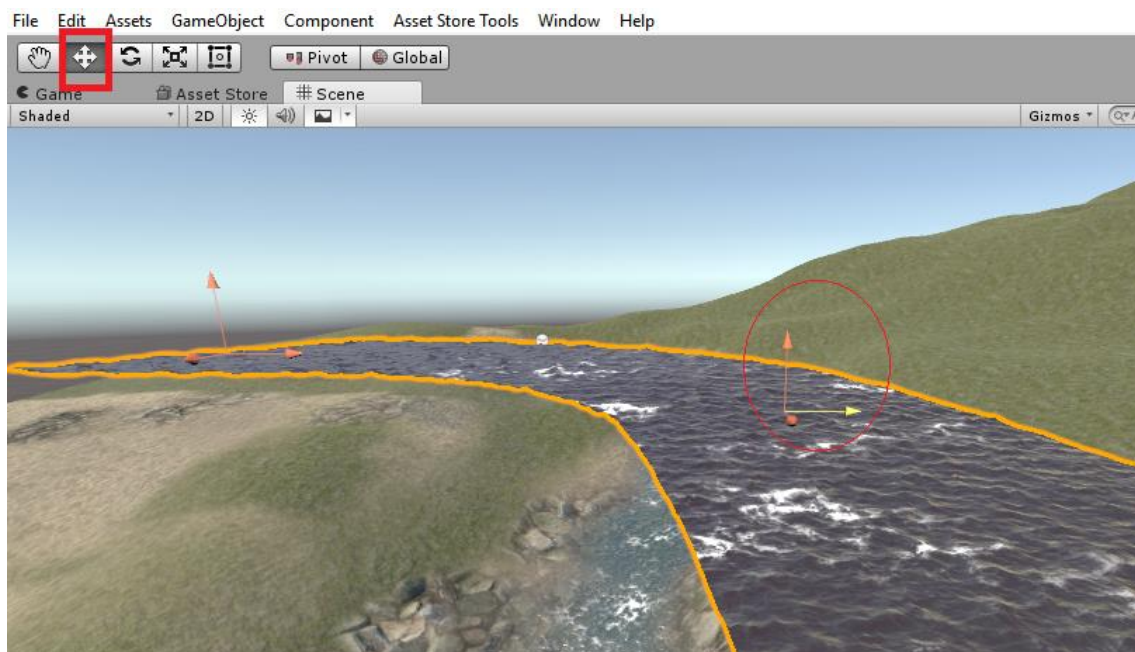 File Edit Assets GameObject Component Asset Store Tools Window Help
Pivot Global
Game Asset Store Scene
Shaded 2D Gizmos